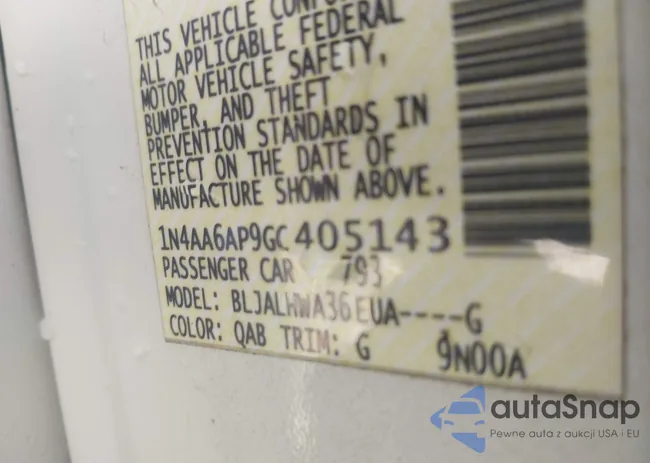 THIS VEHICLE
ALL APPLICABLE FEDERAL
MOTOR VEHICLE SAFETY,
BUMPER, AND THEFT
PREVENTION STANDARDS IN
EFFECT ON THE DATE OF
MANUFACTURE SHOWN ABOVE.
1N4AA6AP9GC405143
PASSENGER CAR 793
MODEL: BLJALHWA36EUA----G
COLOR: QAB TRIM: G 9N00A
autaSnap
Pewne auta z aukcji USA i EU